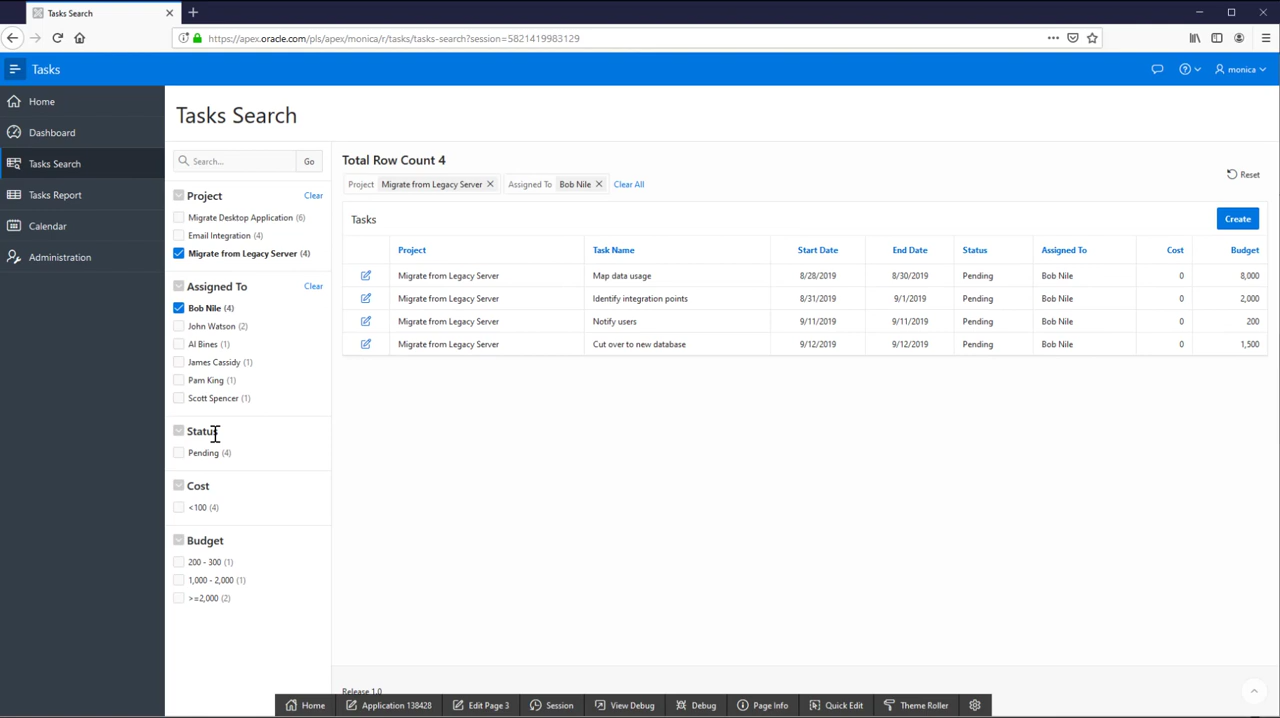 Tasks Search
https://apex.oracle.com/pls/apex/monica/r/tasks/tasks-search?session=5821419983129
Tasks
monica
Home
Dashboard
Tasks Search
Tasks Report
Calendar
Administration
Tasks Search
Search...
Go
Project
Clear
Migrate Desktop Application (6)
Email Integration (4)
Migrate from Legacy Server (4)
Assigned To
Clear
Bob Nile (4)
John Watson (2)
Al Bines (1)
James Cassidy (1)
Pam King (1)
Scott Spencer (1)
Status
Pending (4)
Cost
<100 (4)
Budget
200 - 300 (1)
1,000 - 2,000 (1)
>=2,000 (2)
Total Row Count 4
Project Migrate from Legacy Server Assigned To Bob Nile Clear All
Reset
Tasks
Create
Project Task Name Start Date End Date Status Assigned To Cost Budget
Migrate from Legacy Server Map data usage 8/28/2019 8/30/2019 Pending Bob Nile 0 8,000
Migrate from Legacy Server Identify integration points 8/31/2019 9/1/2019 Pending Bob Nile 0 2,000
Migrate from Legacy Server Notify users 9/11/2019 9/11/2019 Pending Bob Nile 0 200
Migrate from Legacy Server Cut over to new database 9/12/2019 9/12/2019 Pending Bob Nile 0 1,500
Release 1.0
Home Application 138428 Edit Page 3 Session View Debug Debug Page Info Quick Edit Theme Roller